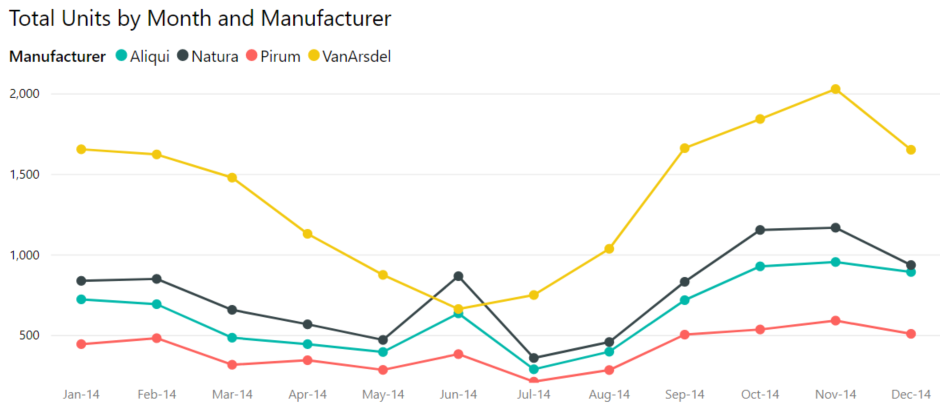 Total Units by Month and Manufacturer
Manufacturer Aliqui Natura Pirum VanArsdel
2,000
1,500
1,000
500
Jan-14 Feb-14 Mar-14 Apr-14 May-14 Jun-14 Jul-14 Aug-14 Sep-14 Oct-14 Nov-14 Dec-14